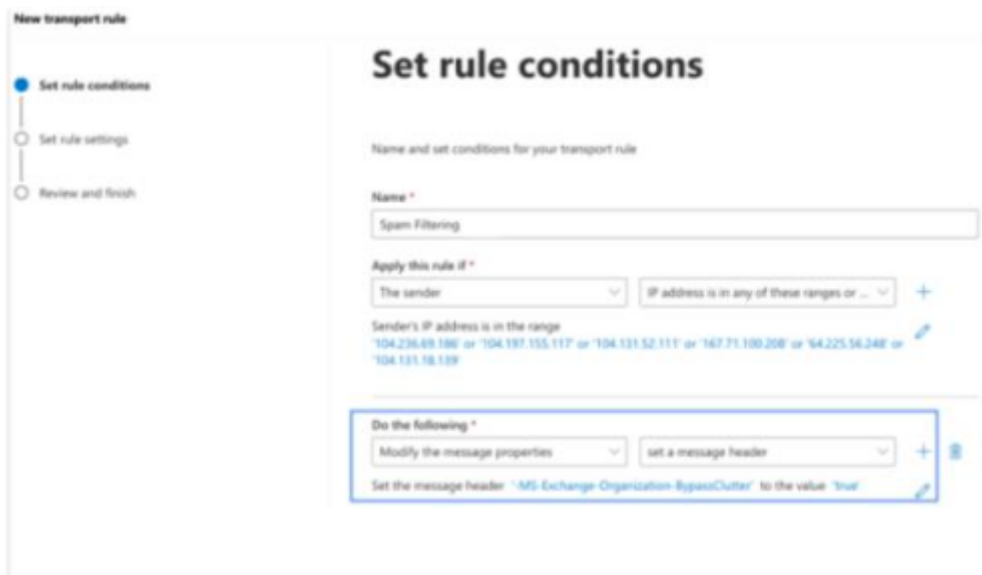 New transport rule
Set rule conditions
Set rule settings
Review and finish
Set rule conditions
Name and set conditions for your transport rule
Name *
Spam Filtering
Apply this rule if *
The sender
IP address is in any of these ranges or ...
Sender's IP address is in the range
'104.236.69.186' or '104.197.155.117' or '104.131.52.111' or '167.71.100.208' or '64.225.56.248' or
'104.131.18.139'
Do the following *
Modify the message properties
set a message header
Set the message header '-MS-Exchange-Organization-BypassClutter' to the value 'true'